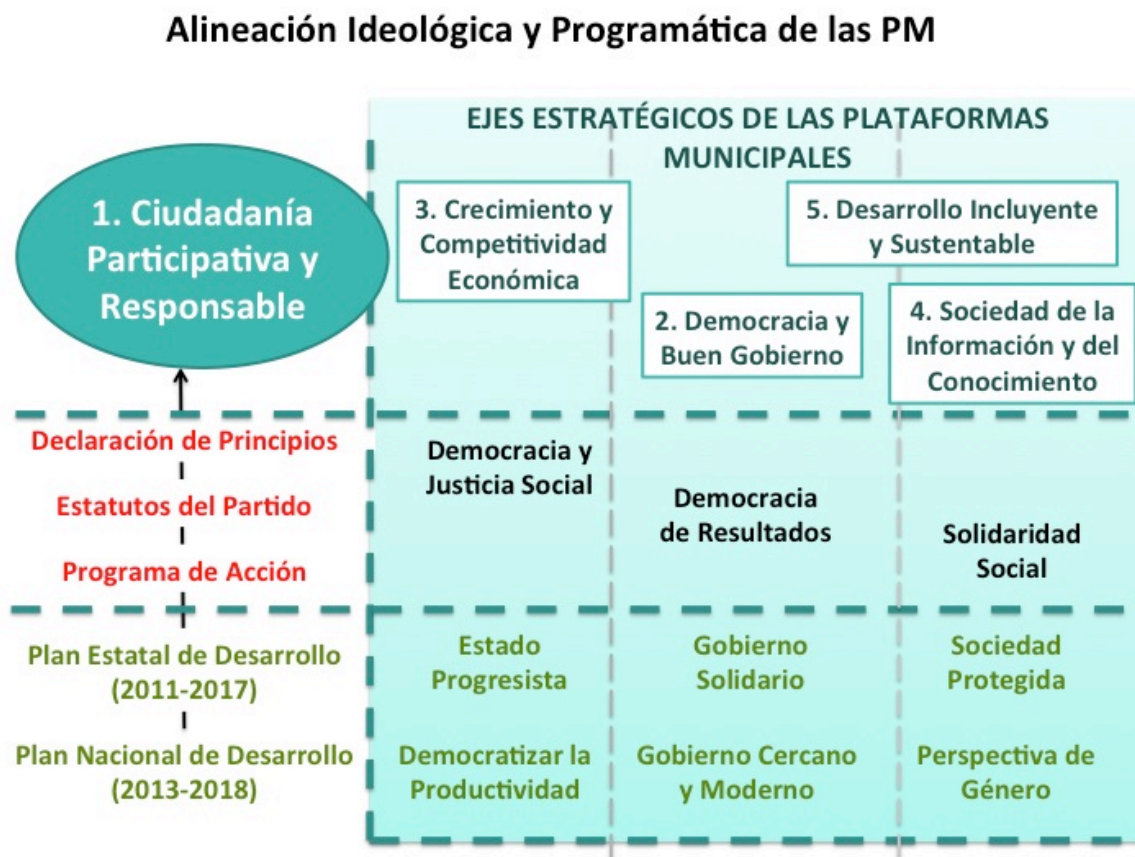 Alineación Ideológica y Programática de las PM
EJES ESTRATÉGICOS DE LAS PLATAFORMAS
MUNICIPALES
1. Ciudadanía
Participativa y
Responsable
3. Crecimiento y
Competitividad
Económica
5. Desarrollo Incluyente
y Sustentable
2. Democracia y
Buen Gobierno
4. Sociedad de la
Información y del
Conocimiento
Declaración de Principios
Estatutos del Partido
Programa de Acción
Democracia y
Justicia Social
Democracia
de Resultados
Solidaridad
Social
Plan Estatal de Desarrollo
(2011-2017)
Estado
Progresista
Gobierno
Solidario
Sociedad
Protegida
Plan Nacional de Desarrollo
(2013-2018)
Democratizar la
Productividad
Gobierno Cercano
y Moderno
Perspectiva de
Género